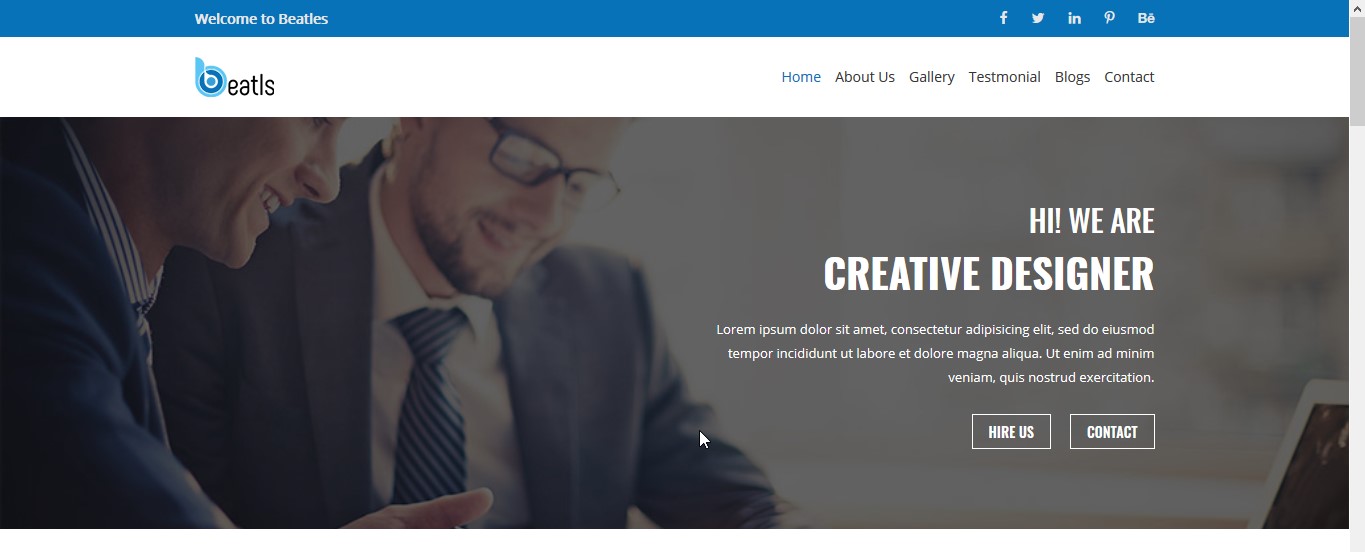 Welcome to Beatles
Bē
beatls
Home About Us Gallery Testmonial Blogs Contact
HI! WE ARE
CREATIVE DESIGNER
Lorem ipsum dolor sit amet, consectetur adipisicing elit, sed do eiusmod
tempor incididunt ut labore et dolore magna aliqua. Ut enim ad minim
veniam, quis nostrud exercitation.
HIRE US CONTACT